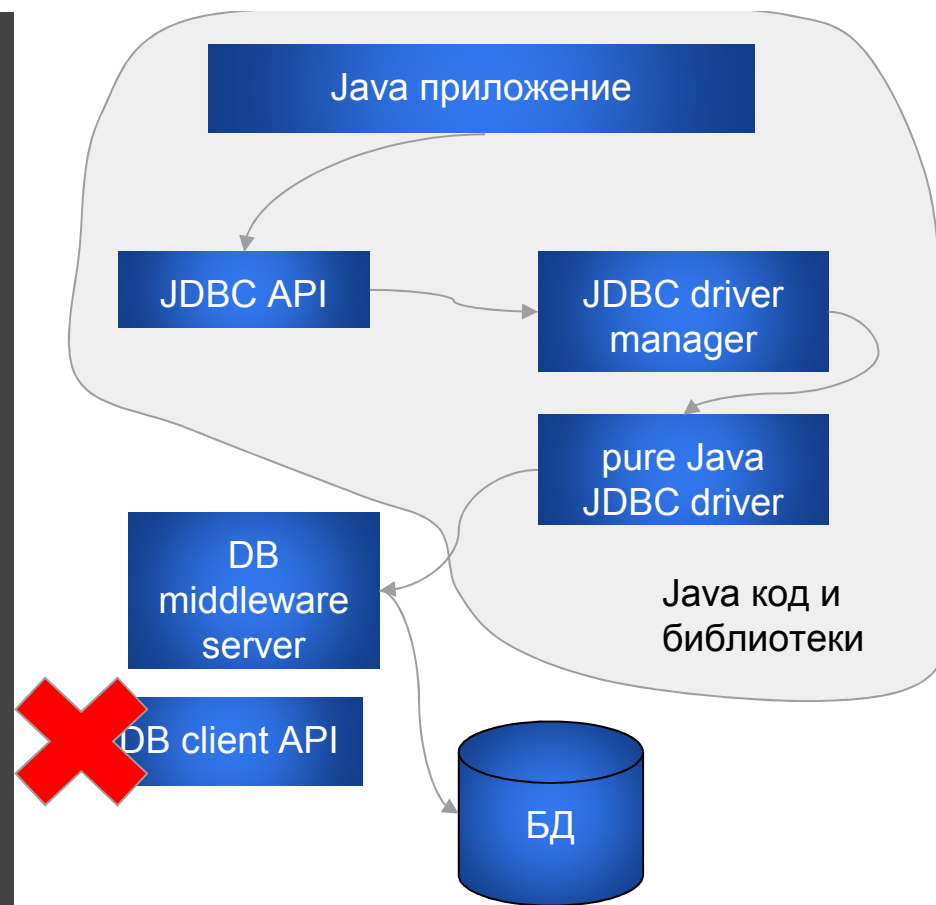 Java приложение
JDBC API
JDBC driver
manager
pure Java
JDBC driver
DB
middleware
server
Java код и
библиотеки
DB client API
БД